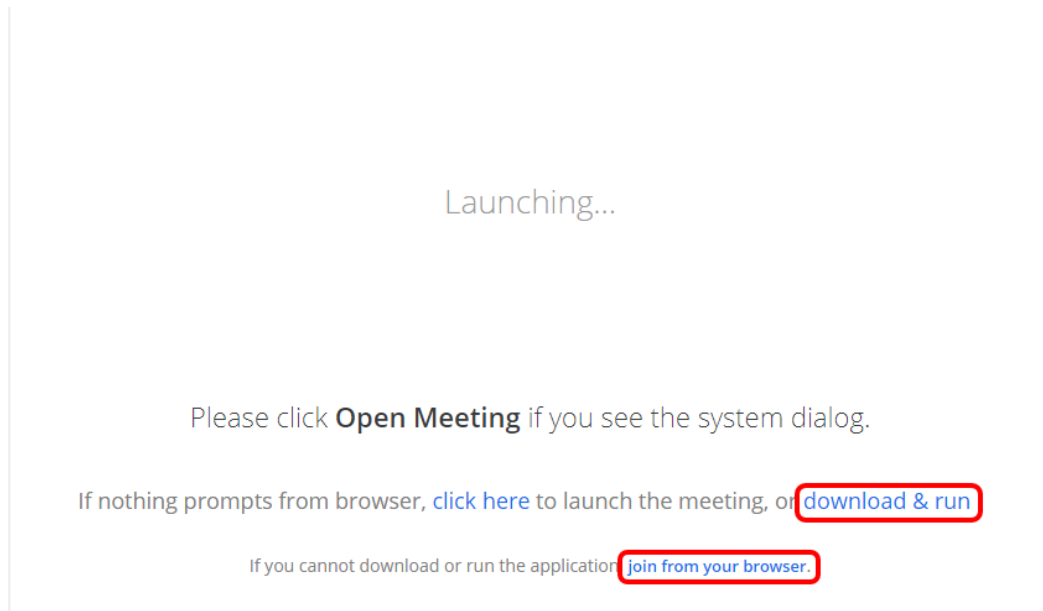 Launching...
Please click Open Meeting if you see the system dialog.
If nothing prompts from browser, click here to launch the meeting, or download & run
If you cannot download or run the application join from your browser.